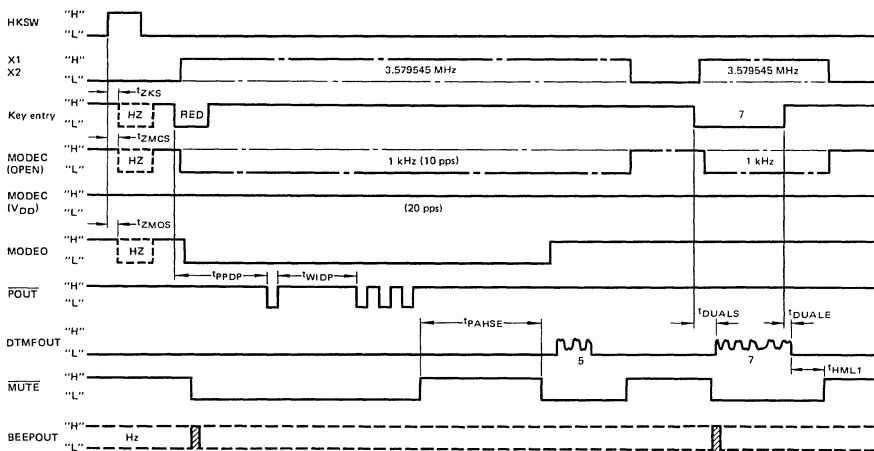 HKSW "H"
"L"
X1 "H"
X2 "L" 3.579545 MHz 3.579545 MHz
tZKS
Key entry "H" HZ RED 7
"L"
tZMCS
MODEC "H" HZ 1 kHz (10 pps) 1 kHz
(OPEN) "L"
MODEC "H"
(VDD) "L" (20 pps)
tZMOS
MODEO "H" HZ
"L"
tPPDP tWIDP
POUT "H"
"L"
tDUALS tDUALE
tPAHSE
DTMFOUT "H"
"L" 5 7
tHML1
MUTE "H"
"L"
BEEPOUT "H" Hz
"L"